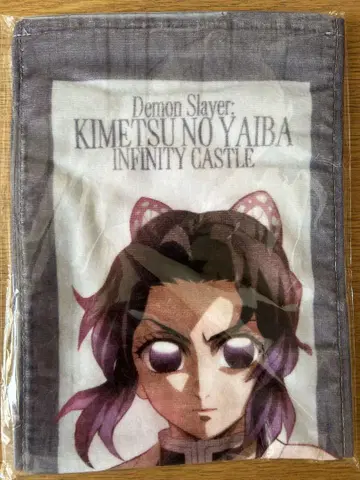 Demon Slayer:
KIMETSU NO YAIBA
INFINITY CASTLE